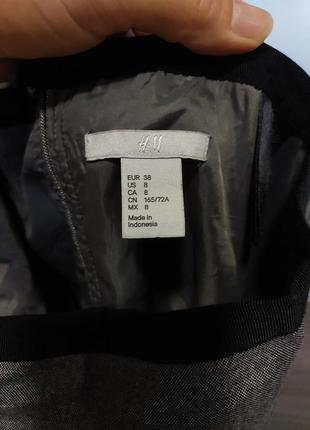 H&M
EUR 38
US 8
CA 8
CN 165/72A
MX 8
Made in
Indonesia